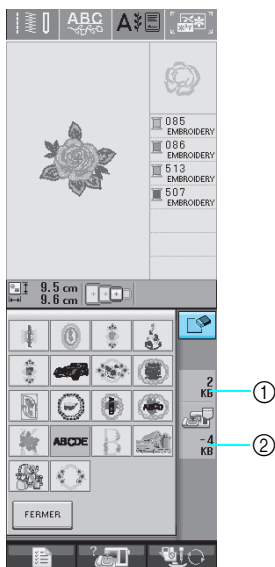 ABC
A
085
EMBROIDERY
086
EMBROIDERY
513
EMBROIDERY
507
EMBROIDERY
9.5 cm
9.6 cm
2
KB
①
-4
KB
②
ABCDE
B
FERMER
?